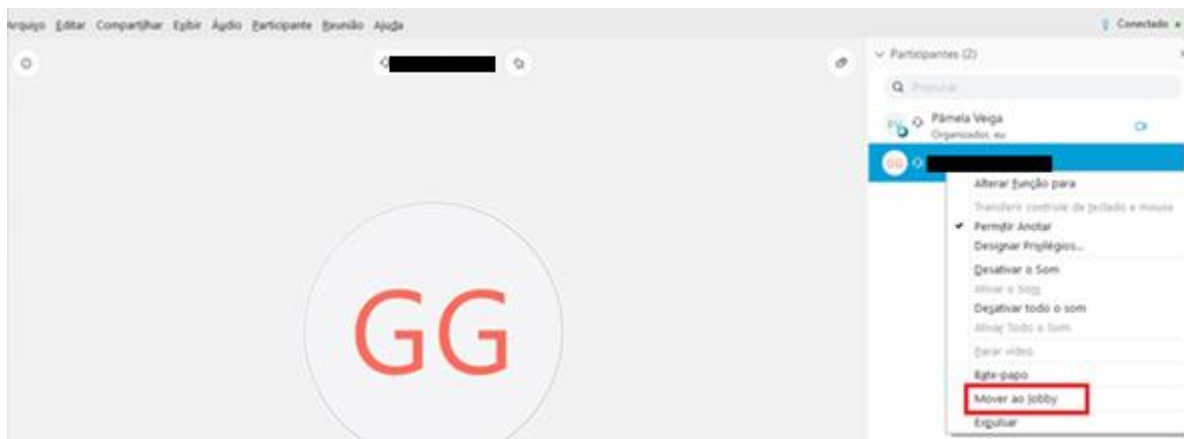 Arquivo Editar Compartilhar Exibir Áudio Participante Reunião Ajuda
Conectado
Participantes (2)
Procurar
PV Pâmela Veiga
Organizador, eu
GG
Alterar função para
Transferir controle de teclado e mouse
Permitir Anotar
Designar Privilégios...
Desativar o Som
Ativar o Som
Desativar todo o som
Ativar Todo o Som
Parar vídeo
Bate-papo
Mover ao lobby
Expulsar
GG